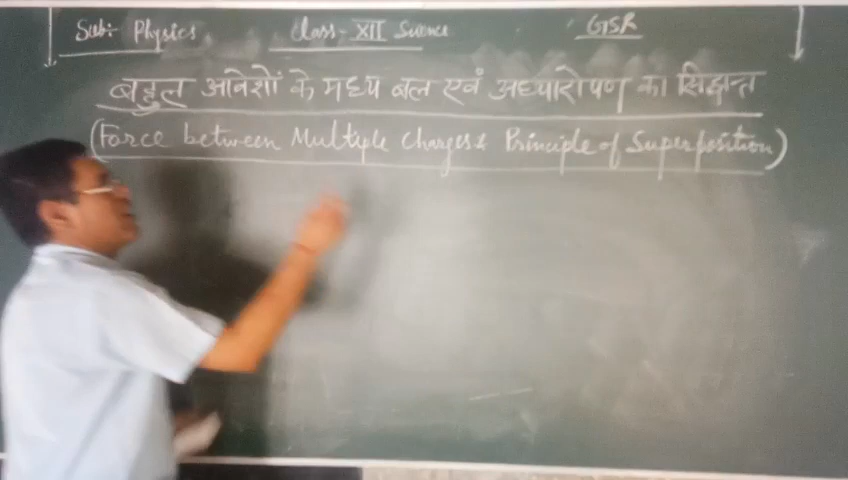 Sub:- Physics Class- XII Science GSR
बहुल आवेशों के मध्य बल एवं अध्यारोपण का सिद्धान्त
(Force between Multiple Charges & Principle of Superposition)